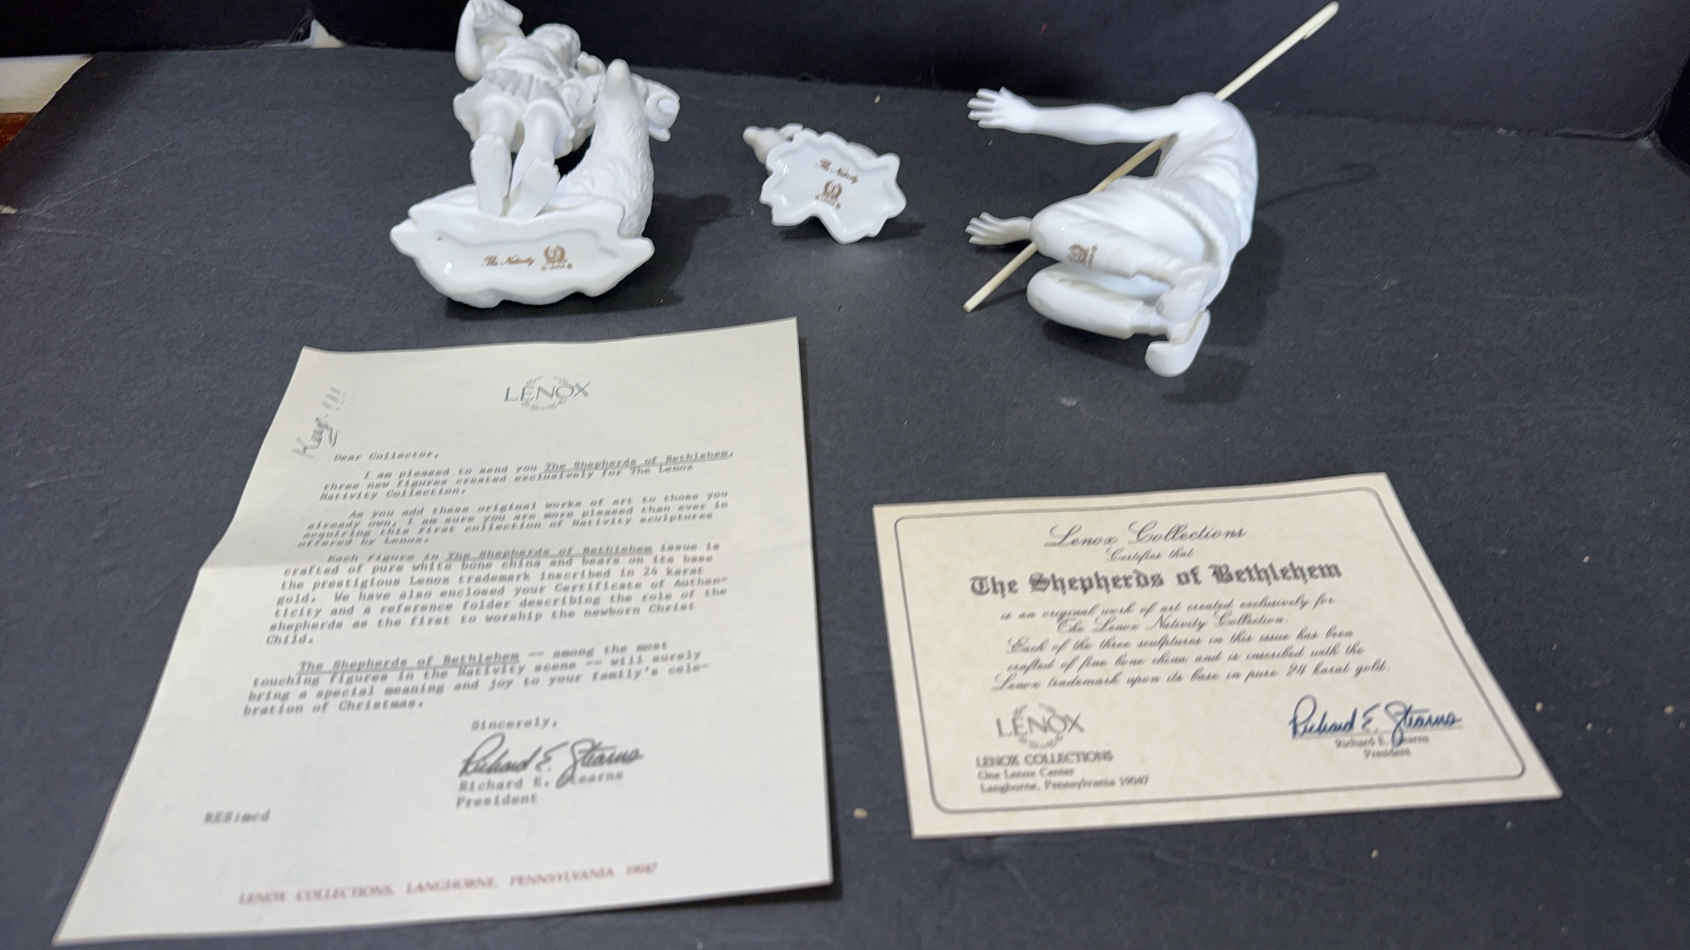 The Nativity
The Nativity
LENOX
Keep!!!
Dear Collector,
I am pleased to send you The Shepherds of Bethlehem,
three new figures created exclusively for The Lenox
Nativity Collection.
As you add these original works of art to those you
already own, I am sure you are more pleased than ever in
acquiring this first collection of Nativity sculptures
offered by Lenox.
Each figure in The Shepherds of Bethlehem issue is
crafted of pure white bone china and bears on its base
the prestigious Lenox trademark inscribed in 24 karat
gold. We have also enclosed your Certificate of Authen-
ticity and a reference folder describing the role of the
shepherds as the first to worship the newborn Christ
Child.
The Shepherds of Bethlehem -- among the most
touching figures in the Nativity scene -- will surely
bring a special meaning and joy to your family's cele-
bration of Christmas.
Sincerely,
Richard E. Stearns
Richard E. Stearns
President
RES:mcd
LENOX COLLECTIONS, LANGHORNE, PENNSYLVANIA 19047
Lenox Collections
Certifies that
The Shepherds of Bethlehem
is an original work of art created exclusively for
The Lenox Nativity Collection.
Each of the three sculptures in this issue has been
crafted of fine bone china and is inscribed with the
Lenox trademark upon its base in pure 24 karat gold.
LENOX
LENOX COLLECTIONS
One Lenox Center
Langhorne, Pennsylvania 19047
Richard E. Stearns
Richard E. Stearns
President